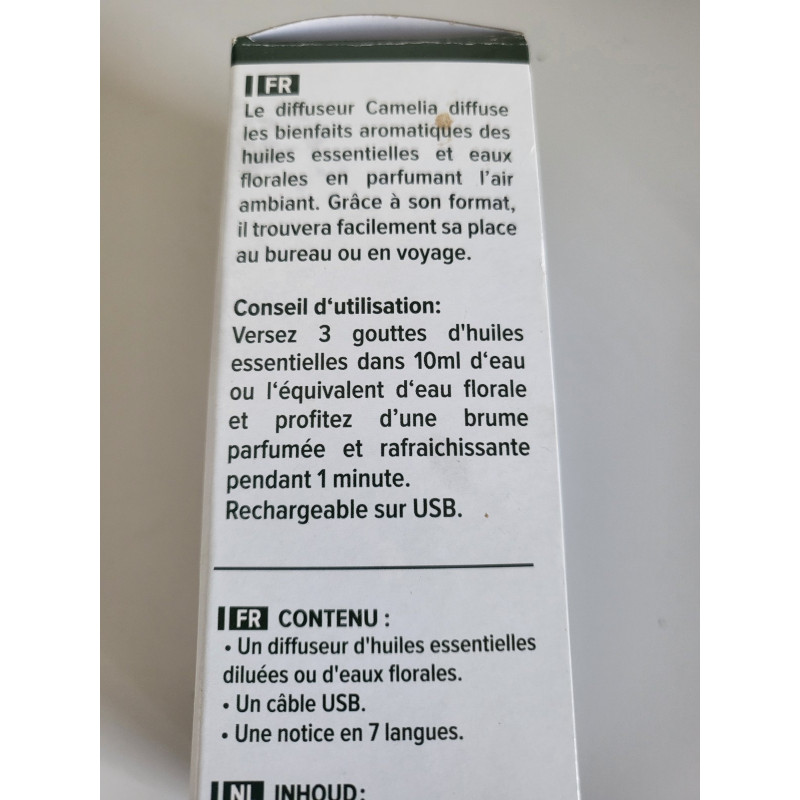 FR
Le diffuseur Camelia diffuse
les bienfaits aromatiques des
huiles essentielles et eaux
florales en parfumant l'air
ambiant. Grâce à son format,
il trouvera facilement sa place
au bureau ou en voyage.
Conseil d‘utilisation:
Versez 3 gouttes d'huiles
essentielles dans 10ml d‘eau
ou l‘équivalent d‘eau florale
et profitez d’une brume
parfumée et rafraichissante
pendant 1 minute.
Rechargeable sur USB.
FR CONTENU :
• Un diffuseur d'huiles essentielles
diluées ou d'eaux florales.
• Un câble USB.
• Une notice en 7 langues.
NL INHOUD: